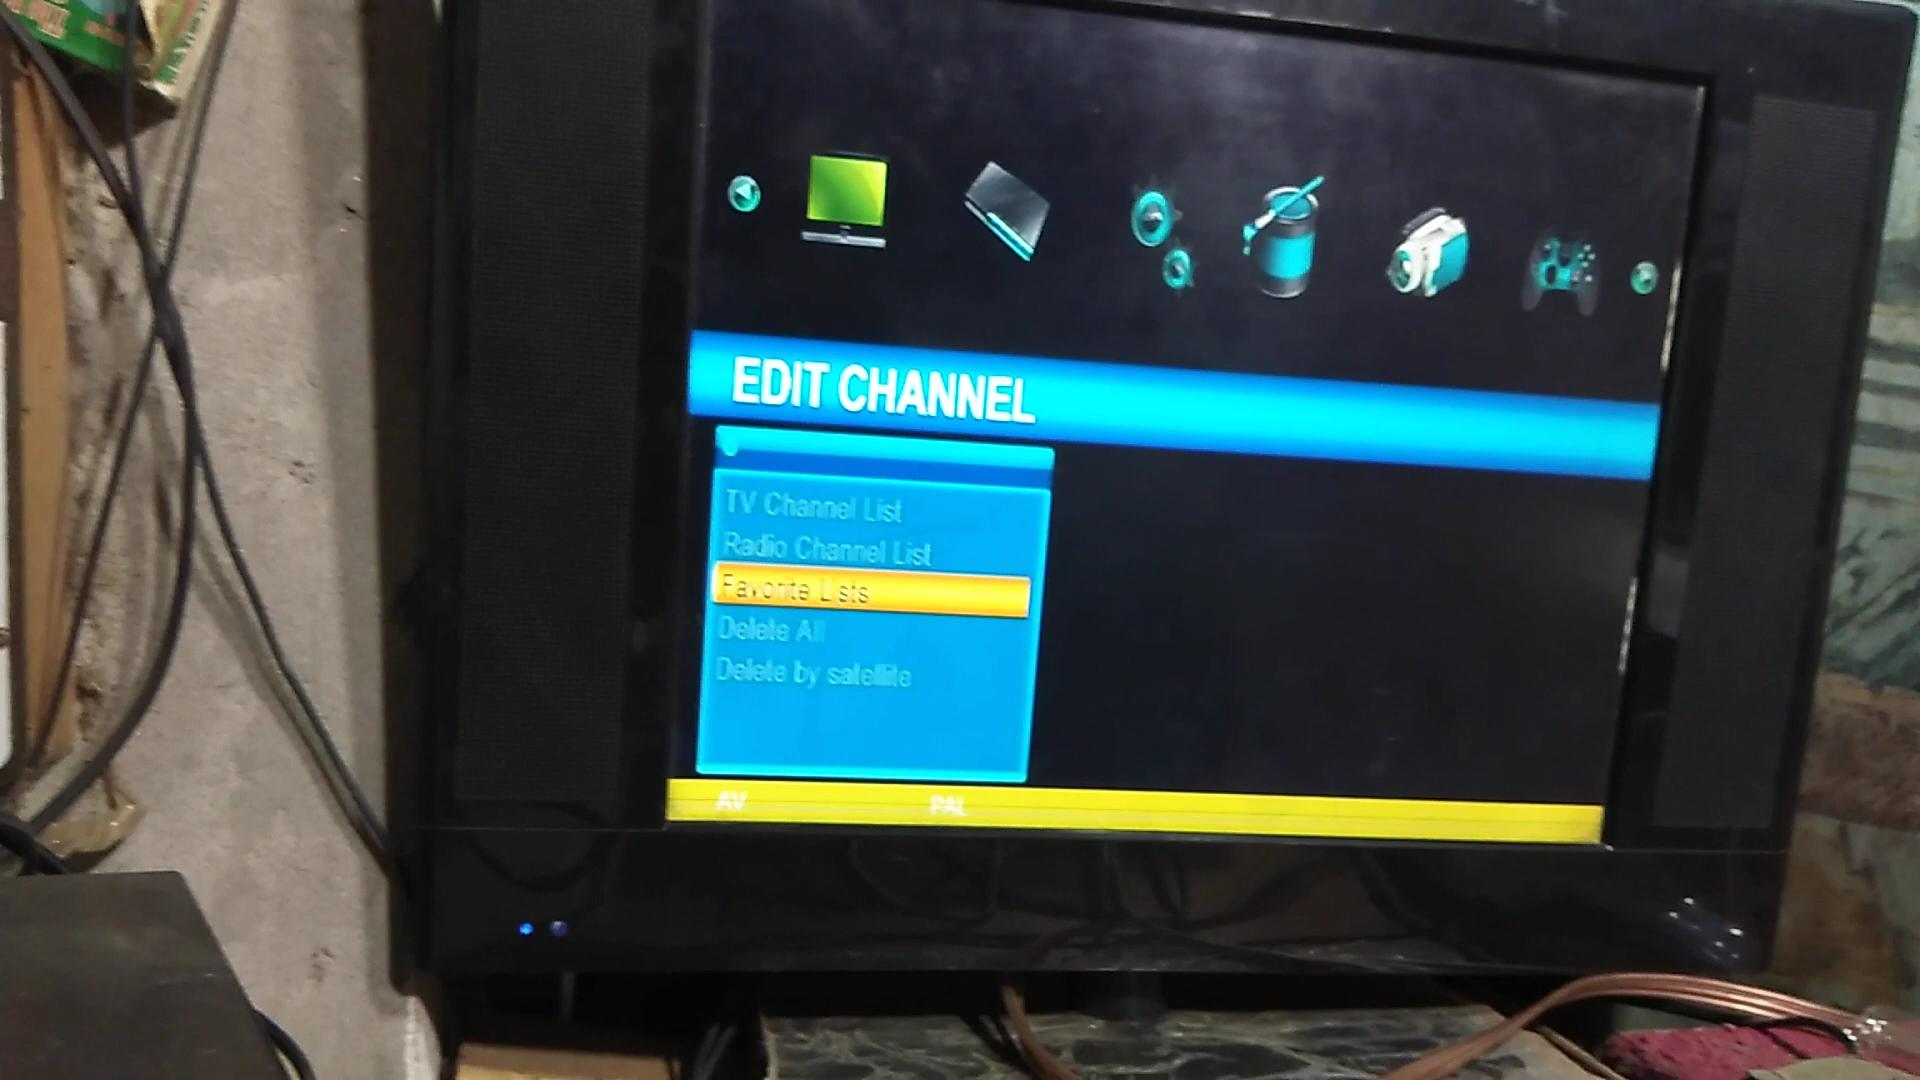 EDIT CHANNEL
TV Channel List
Radio Channel List
Favorite Lists
Delete All
Delete by satellite
AV PAL